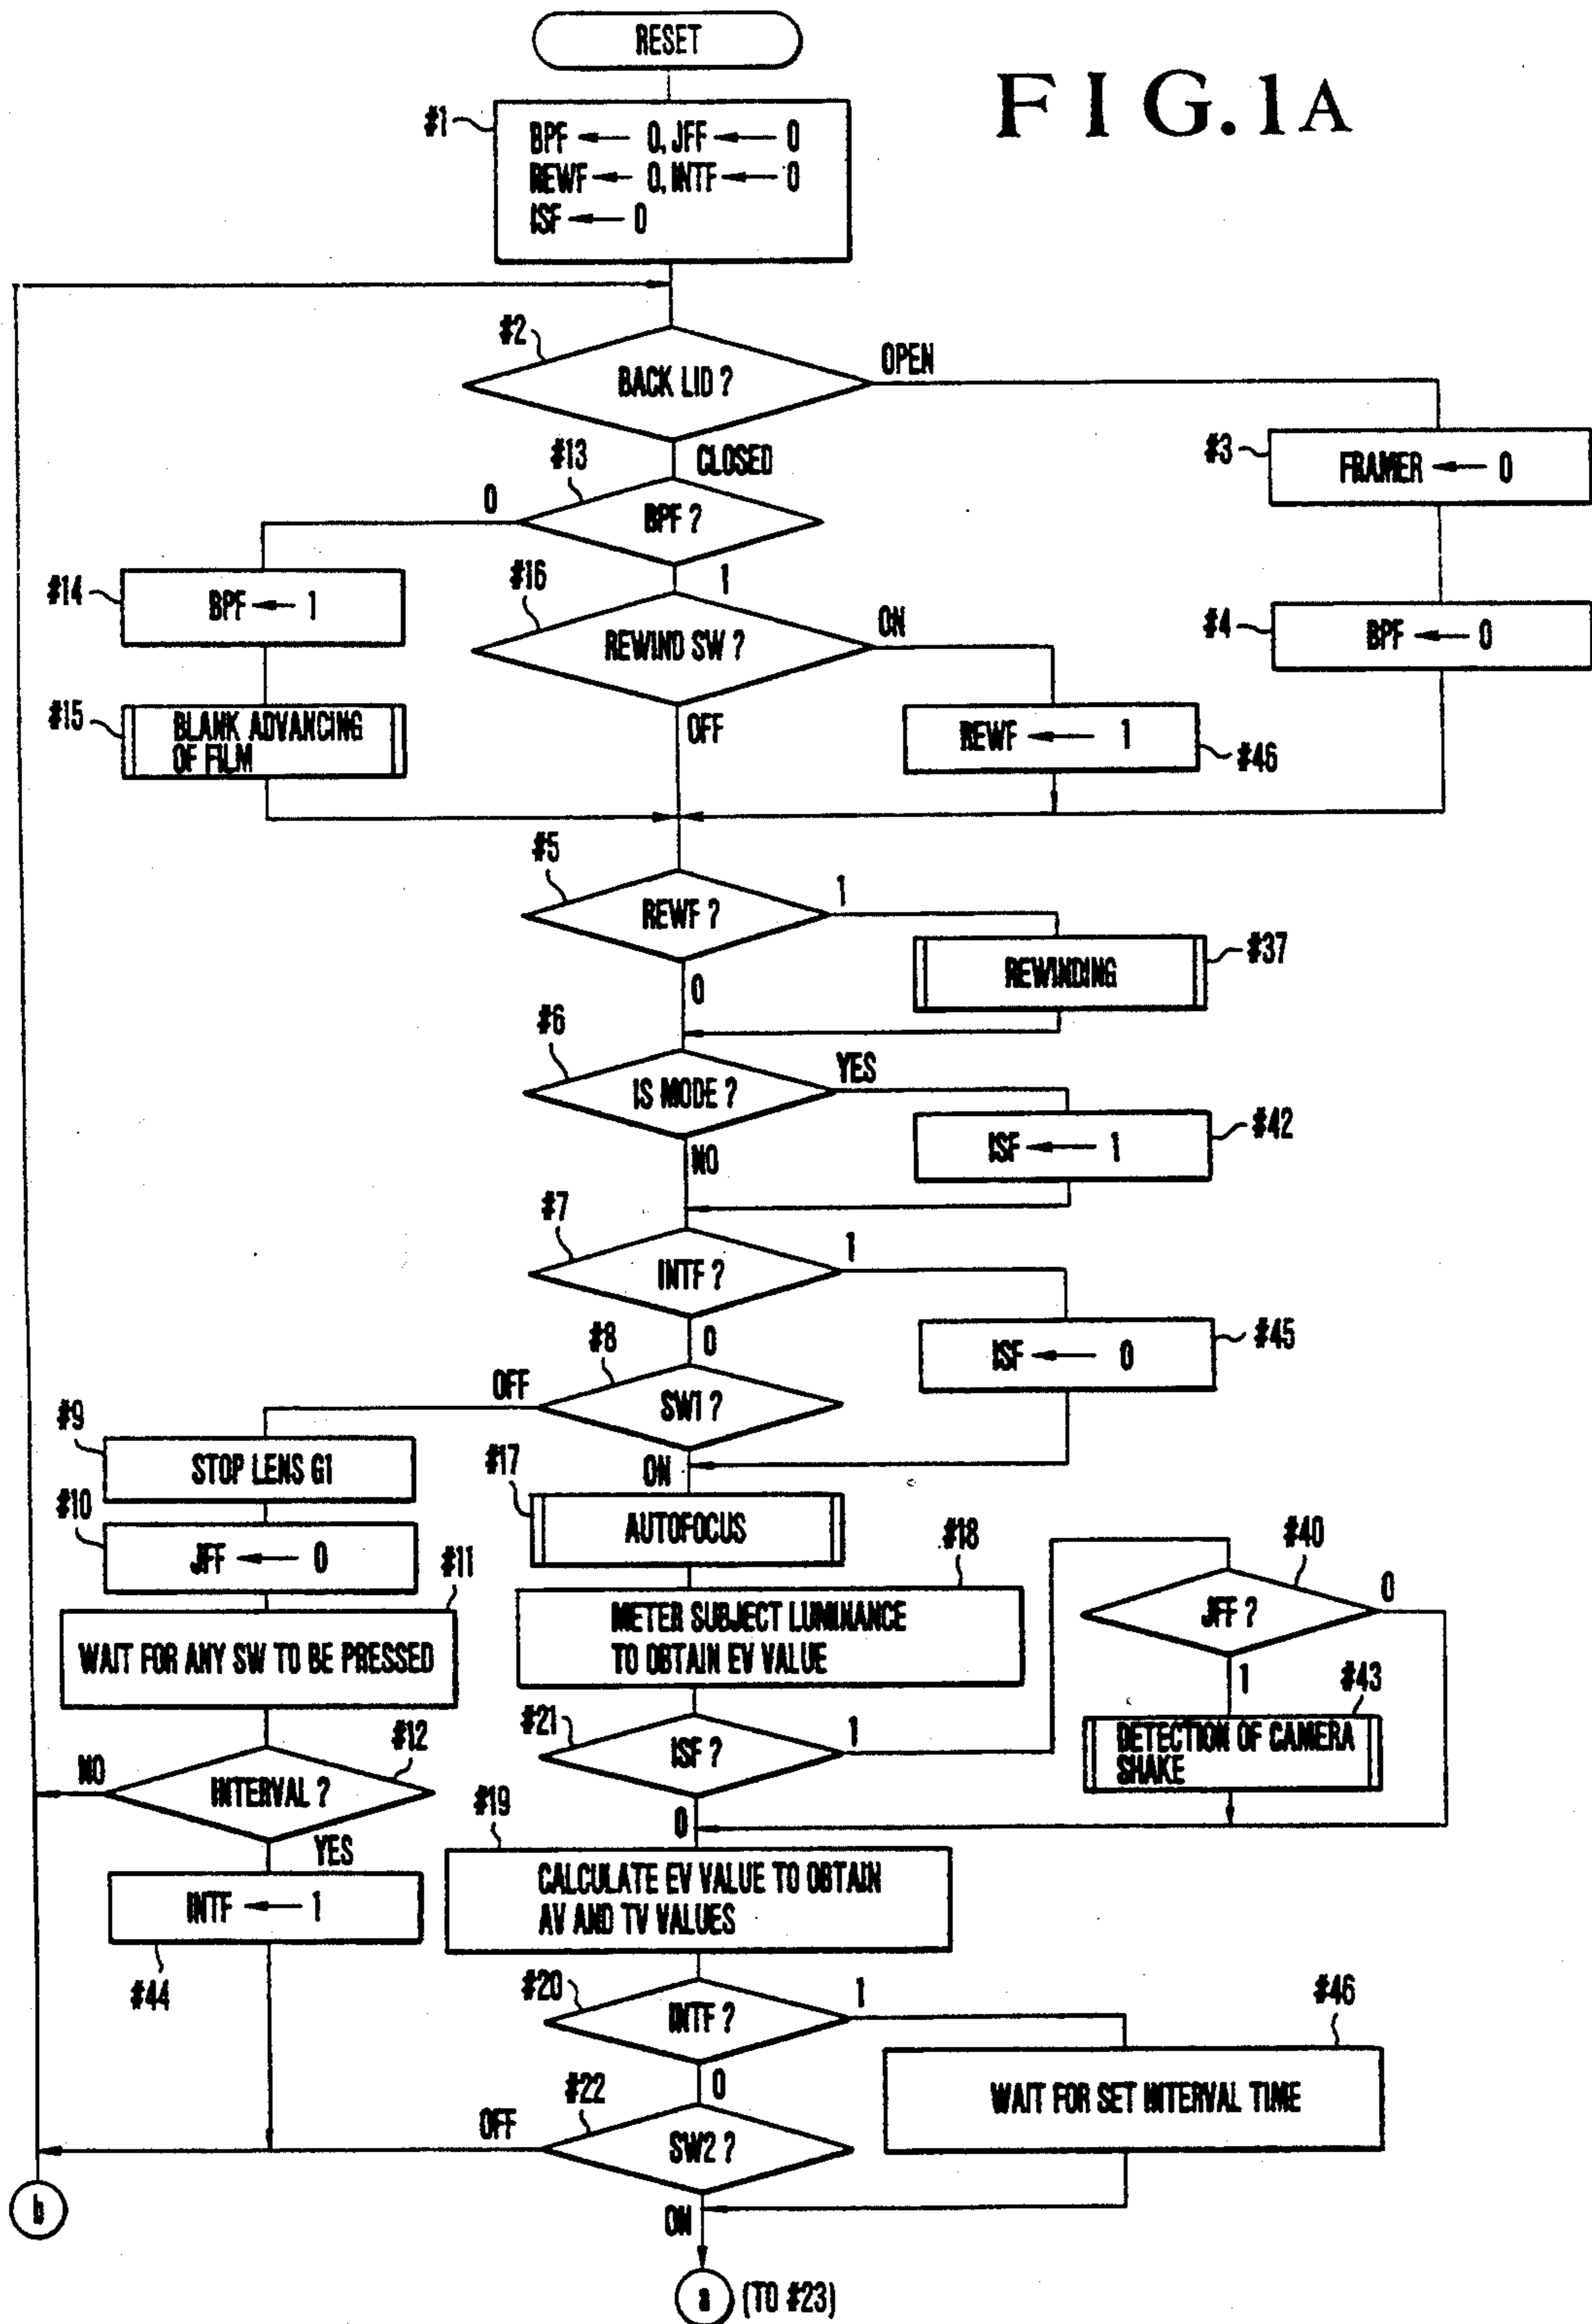 RESET
FIG.1A
#1
BPF ← 0, JFF ← 0
REWF ← 0, INTF ← 0
ISF ← 0
#2
BACK LID ?
OPEN
CLOSED
#3
FRAMER ← 0
#13
0
BPF ?
1
#14
BPF ← 1
#16
REWIND SW ?
ON
OFF
#4
BPF ← 0
#15
BLANK ADVANCING
OF FILM
REWF ← 1
#46
#5
REWF ?
1
0
REWINDING
#37
#6
IS MODE ?
YES
NO
ISF ← 1
#42
#7
INTF ?
1
0
ISF ← 0
#45
#8
OFF
SW1 ?
ON
#9
STOP LENS G1
#10
JFF ← 0
#11
WAIT FOR ANY SW TO BE PRESSED
#17
AUTOFOCUS
#18
METER SUBJECT LUMINANCE
TO OBTAIN EV VALUE
#40
JFF ?
0
1
#43
DETECTION OF CAMERA
SHAKE
#12
NO
INTERVAL ?
YES
#21
ISF ?
1
0
#19
CALCULATE EV VALUE TO OBTAIN
AV AND TV VALUES
INTF ← 1
#44
#20
INTF ?
1
0
#46
WAIT FOR SET INTERVAL TIME
#22
OFF
SW2 ?
ON
b
a (TO #23)